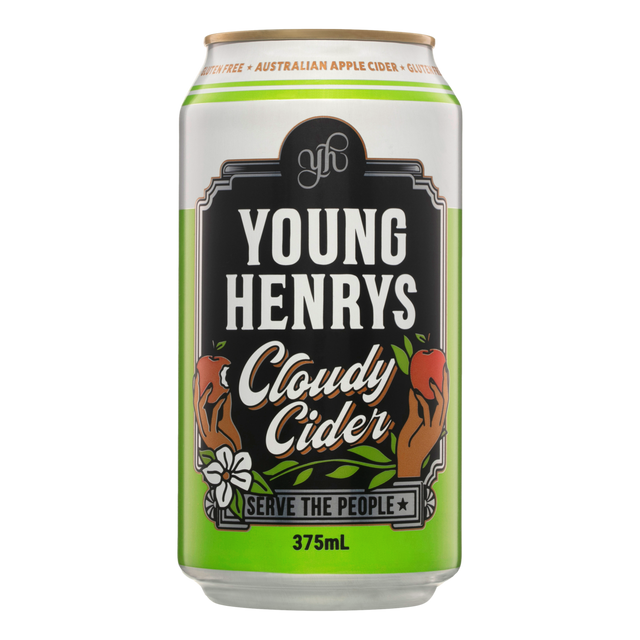 GLUTEN FREE ★ AUSTRALIAN APPLE CIDER ★ GLUTEN
yh
YOUNG
HENRYS
Cloudy
Cider
SERVE THE PEOPLE ★
375mL